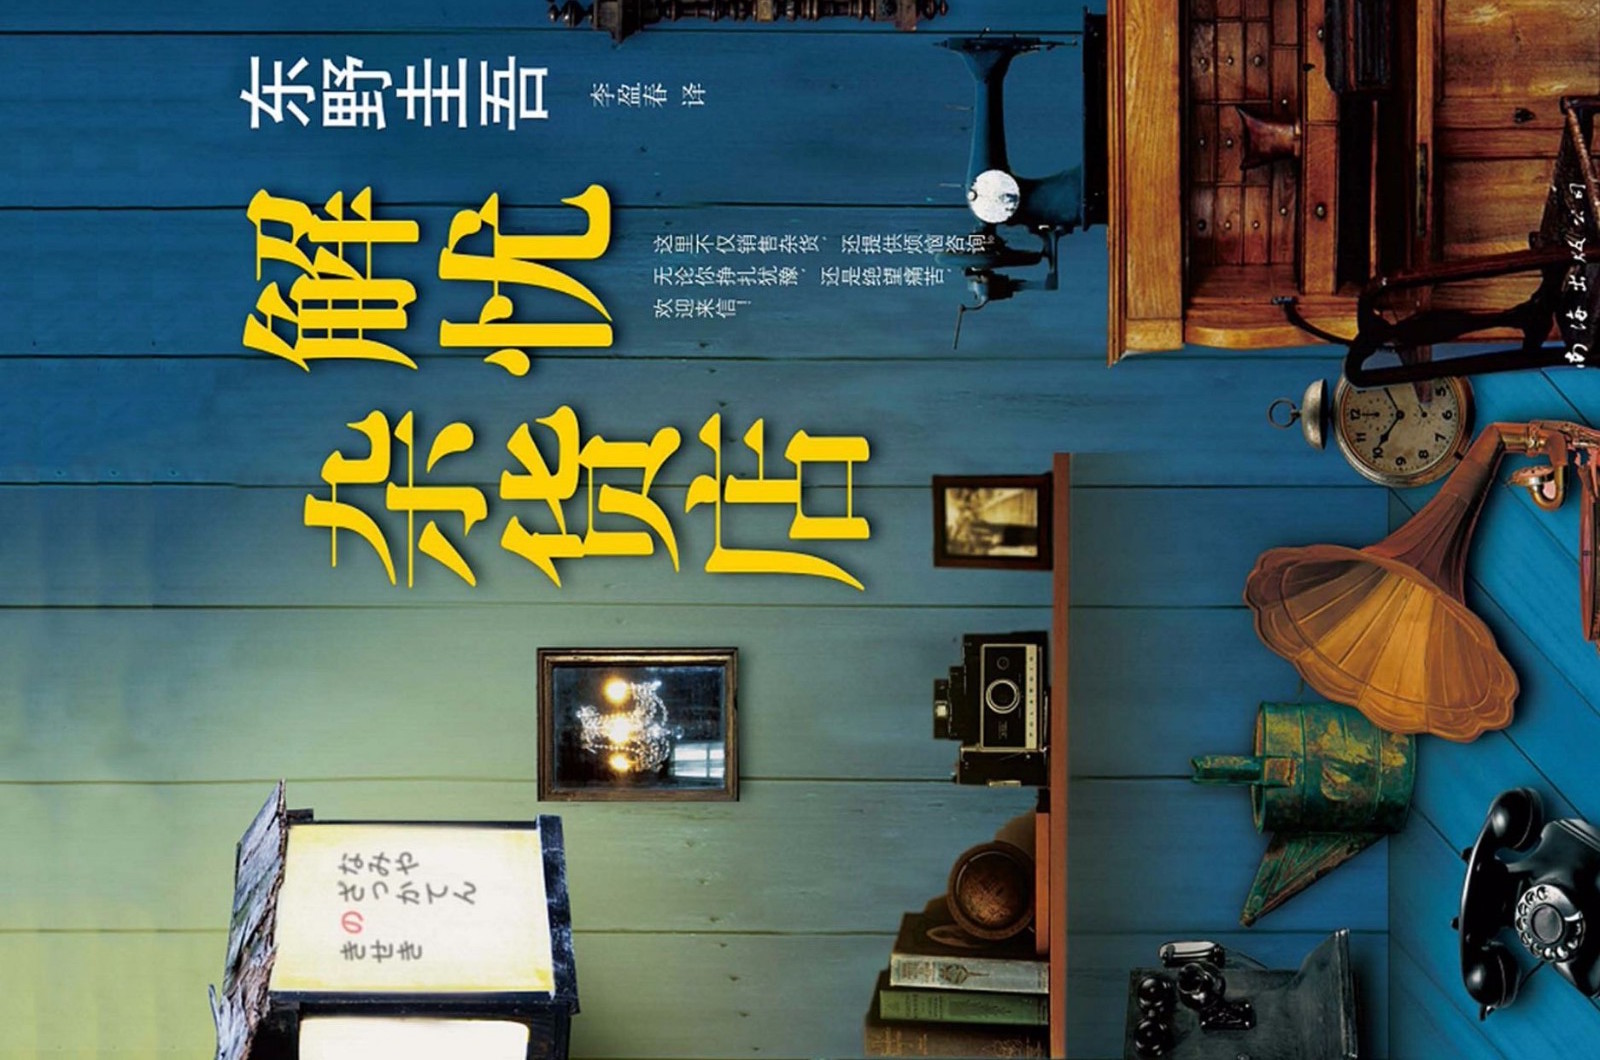 东野圭吾
李盈春 译
解忧
杂货店
这里不仅销售杂货，还提供烦恼咨询。
无论你挣扎犹豫，还是绝望痛苦，
欢迎来信！
なみや
ざっかてん
の
きせき
南海出版公司